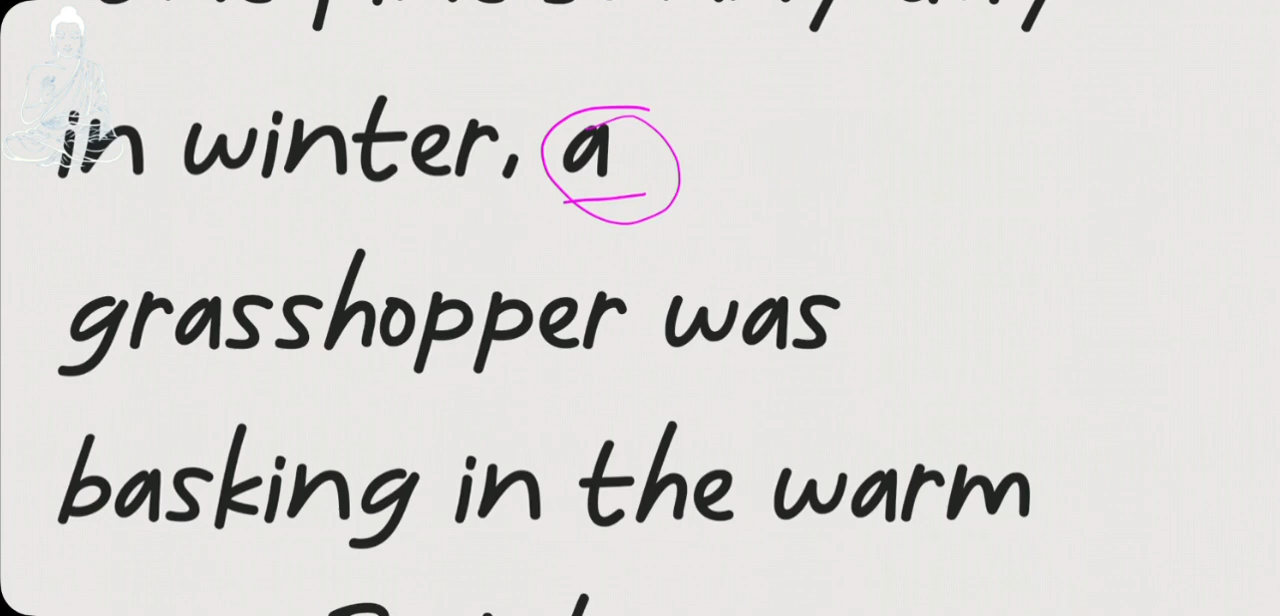 in winter, a
grasshopper was
basking in the warm